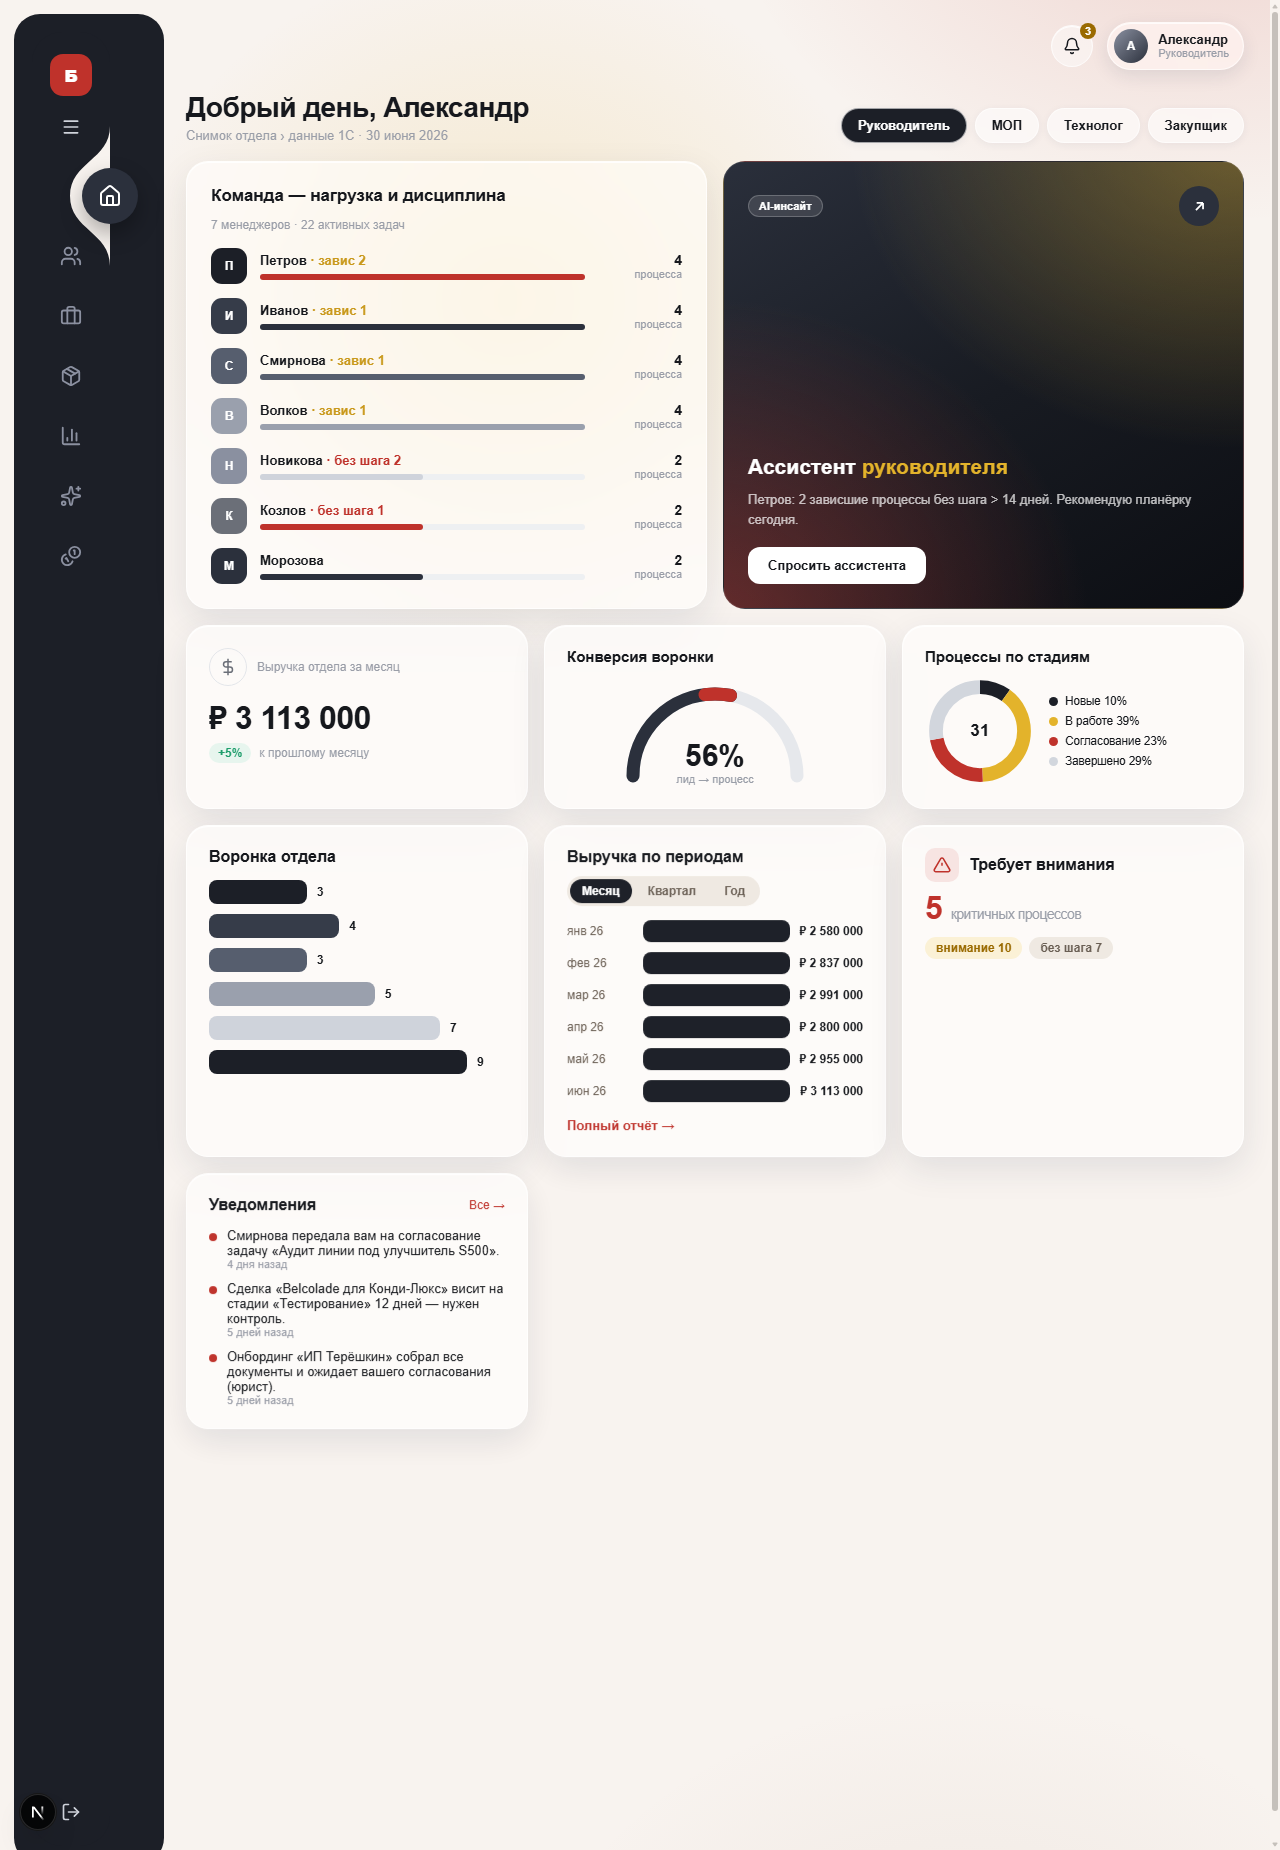 Б
3
А
Александр
Руководитель
Добрый день, Александр
Снимок отдела › данные 1С · 30 июня 2026
Руководитель
МОП
Технолог
Закупщик
Команда — нагрузка и дисциплина
7 менеджеров · 22 активных задач
П
Петров · завис 2
4
процесса
И
Иванов · завис 1
4
процесса
С
Смирнова · завис 1
4
процесса
В
Волков · завис 1
4
процесса
Н
Новикова · без шага 2
2
процесса
К
Козлов · без шага 1
2
процесса
М
Морозова
2
процесса
AI-инсайт
Ассистент руководителя
Петров: 2 зависшие процессы без шага > 14 дней. Рекомендую планёрку
сегодня.
Спросить ассистента
Выручка отдела за месяц
₽ 3 113 000
+5% к прошлому месяцу
Конверсия воронки
56%
лид → процесс
Процессы по стадиям
31
Новые 10%
В работе 39%
Согласование 23%
Завершено 29%
Воронка отдела
3
4
3
5
7
9
Выручка по периодам
Месяц
Квартал
Год
янв 26 ₽ 2 580 000
фев 26 ₽ 2 837 000
мар 26 ₽ 2 991 000
апр 26 ₽ 2 800 000
май 26 ₽ 2 955 000
июн 26 ₽ 3 113 000
Полный отчёт →
Требует внимания
5 критичных процессов
внимание 10
без шага 7
Уведомления
Все →
Смирнова передала вам на согласование
задачу «Аудит линии под улучшитель S500».
4 дня назад
Сделка «Belcolade для Конди-Люкс» висит на
стадии «Тестирование» 12 дней — нужен
контроль.
5 дней назад
Онбординг «ИП Терёшкин» собрал все
документы и ожидает вашего согласования
(юрист).
5 дней назад
N